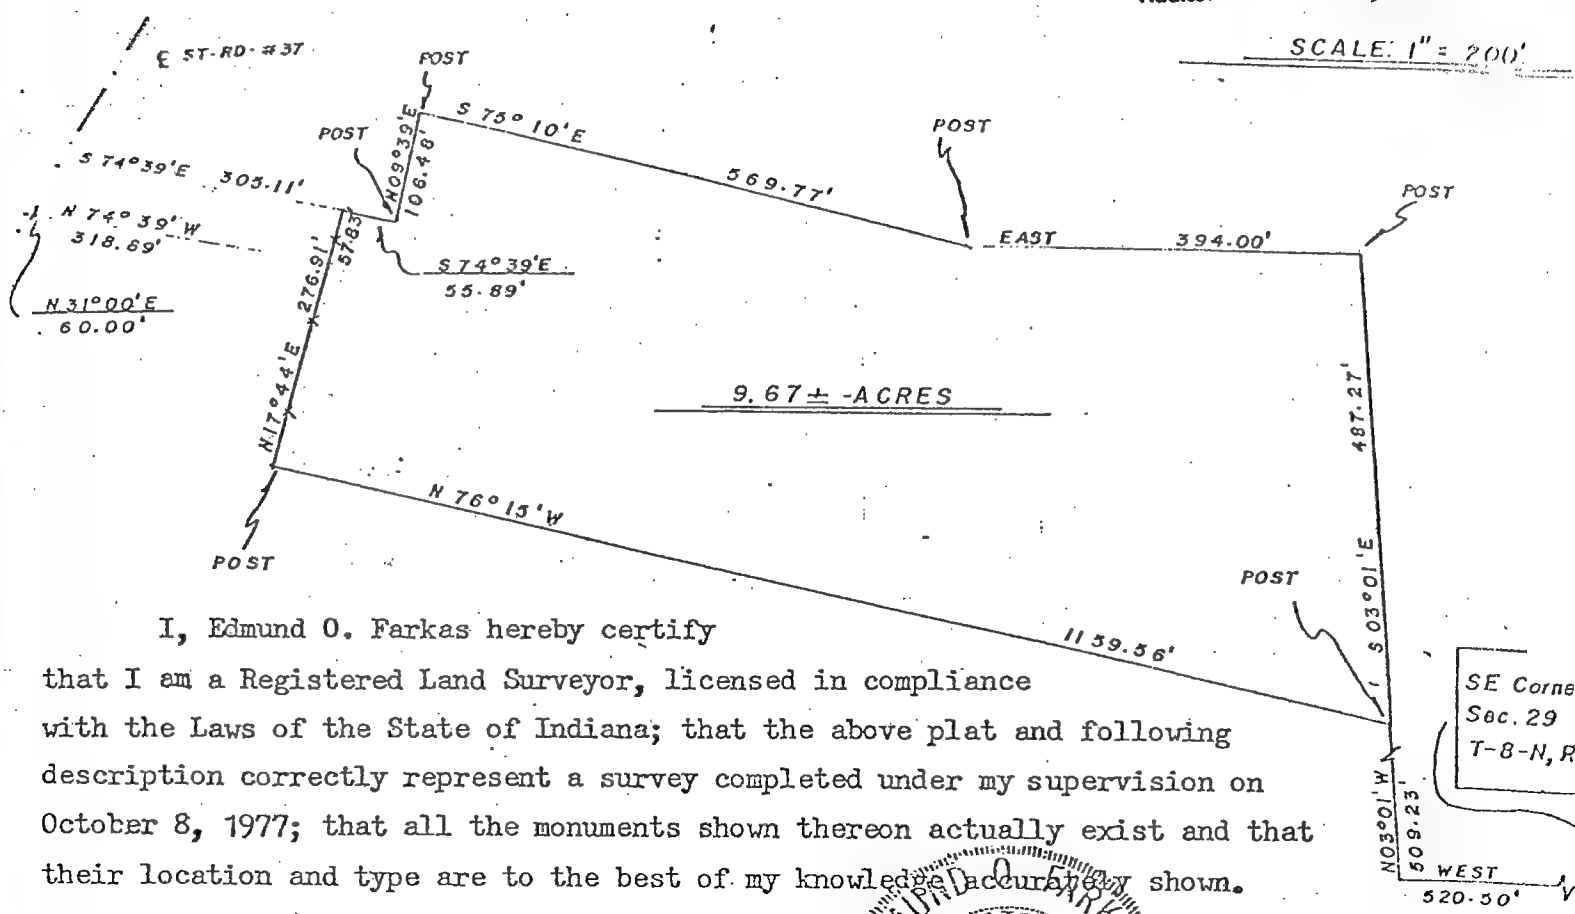 SCALE: 1" = 200'
℄ ST-RD-#37
POST
POST
S 75° 10' E
569.77'
POST
POST
S 74°39'E 305.11'
N09°39'E
106.48'
N 74° 39' W
318.69'
EAST 394.00'
57.83'
276.91'
N17°44'E
S 74°39'E
55.89'
N 31°00'E
60.00'
9.67± -ACRES
487.27'
S 03°01'E
N 76° 15' W
1159.56'
POST
POST
I, Edmund O. Farkas hereby certify
that I am a Registered Land Surveyor, licensed in compliance
with the Laws of the State of Indiana; that the above plat and following
description correctly represent a survey completed under my supervision on
October 8, 1977; that all the monuments shown thereon actually exist and that
their location and type are to the best of my knowledge accurately shown.
SE Corne
Sec. 29
T-8-N, R
N03°01'W
509.23'
WEST
520.50'